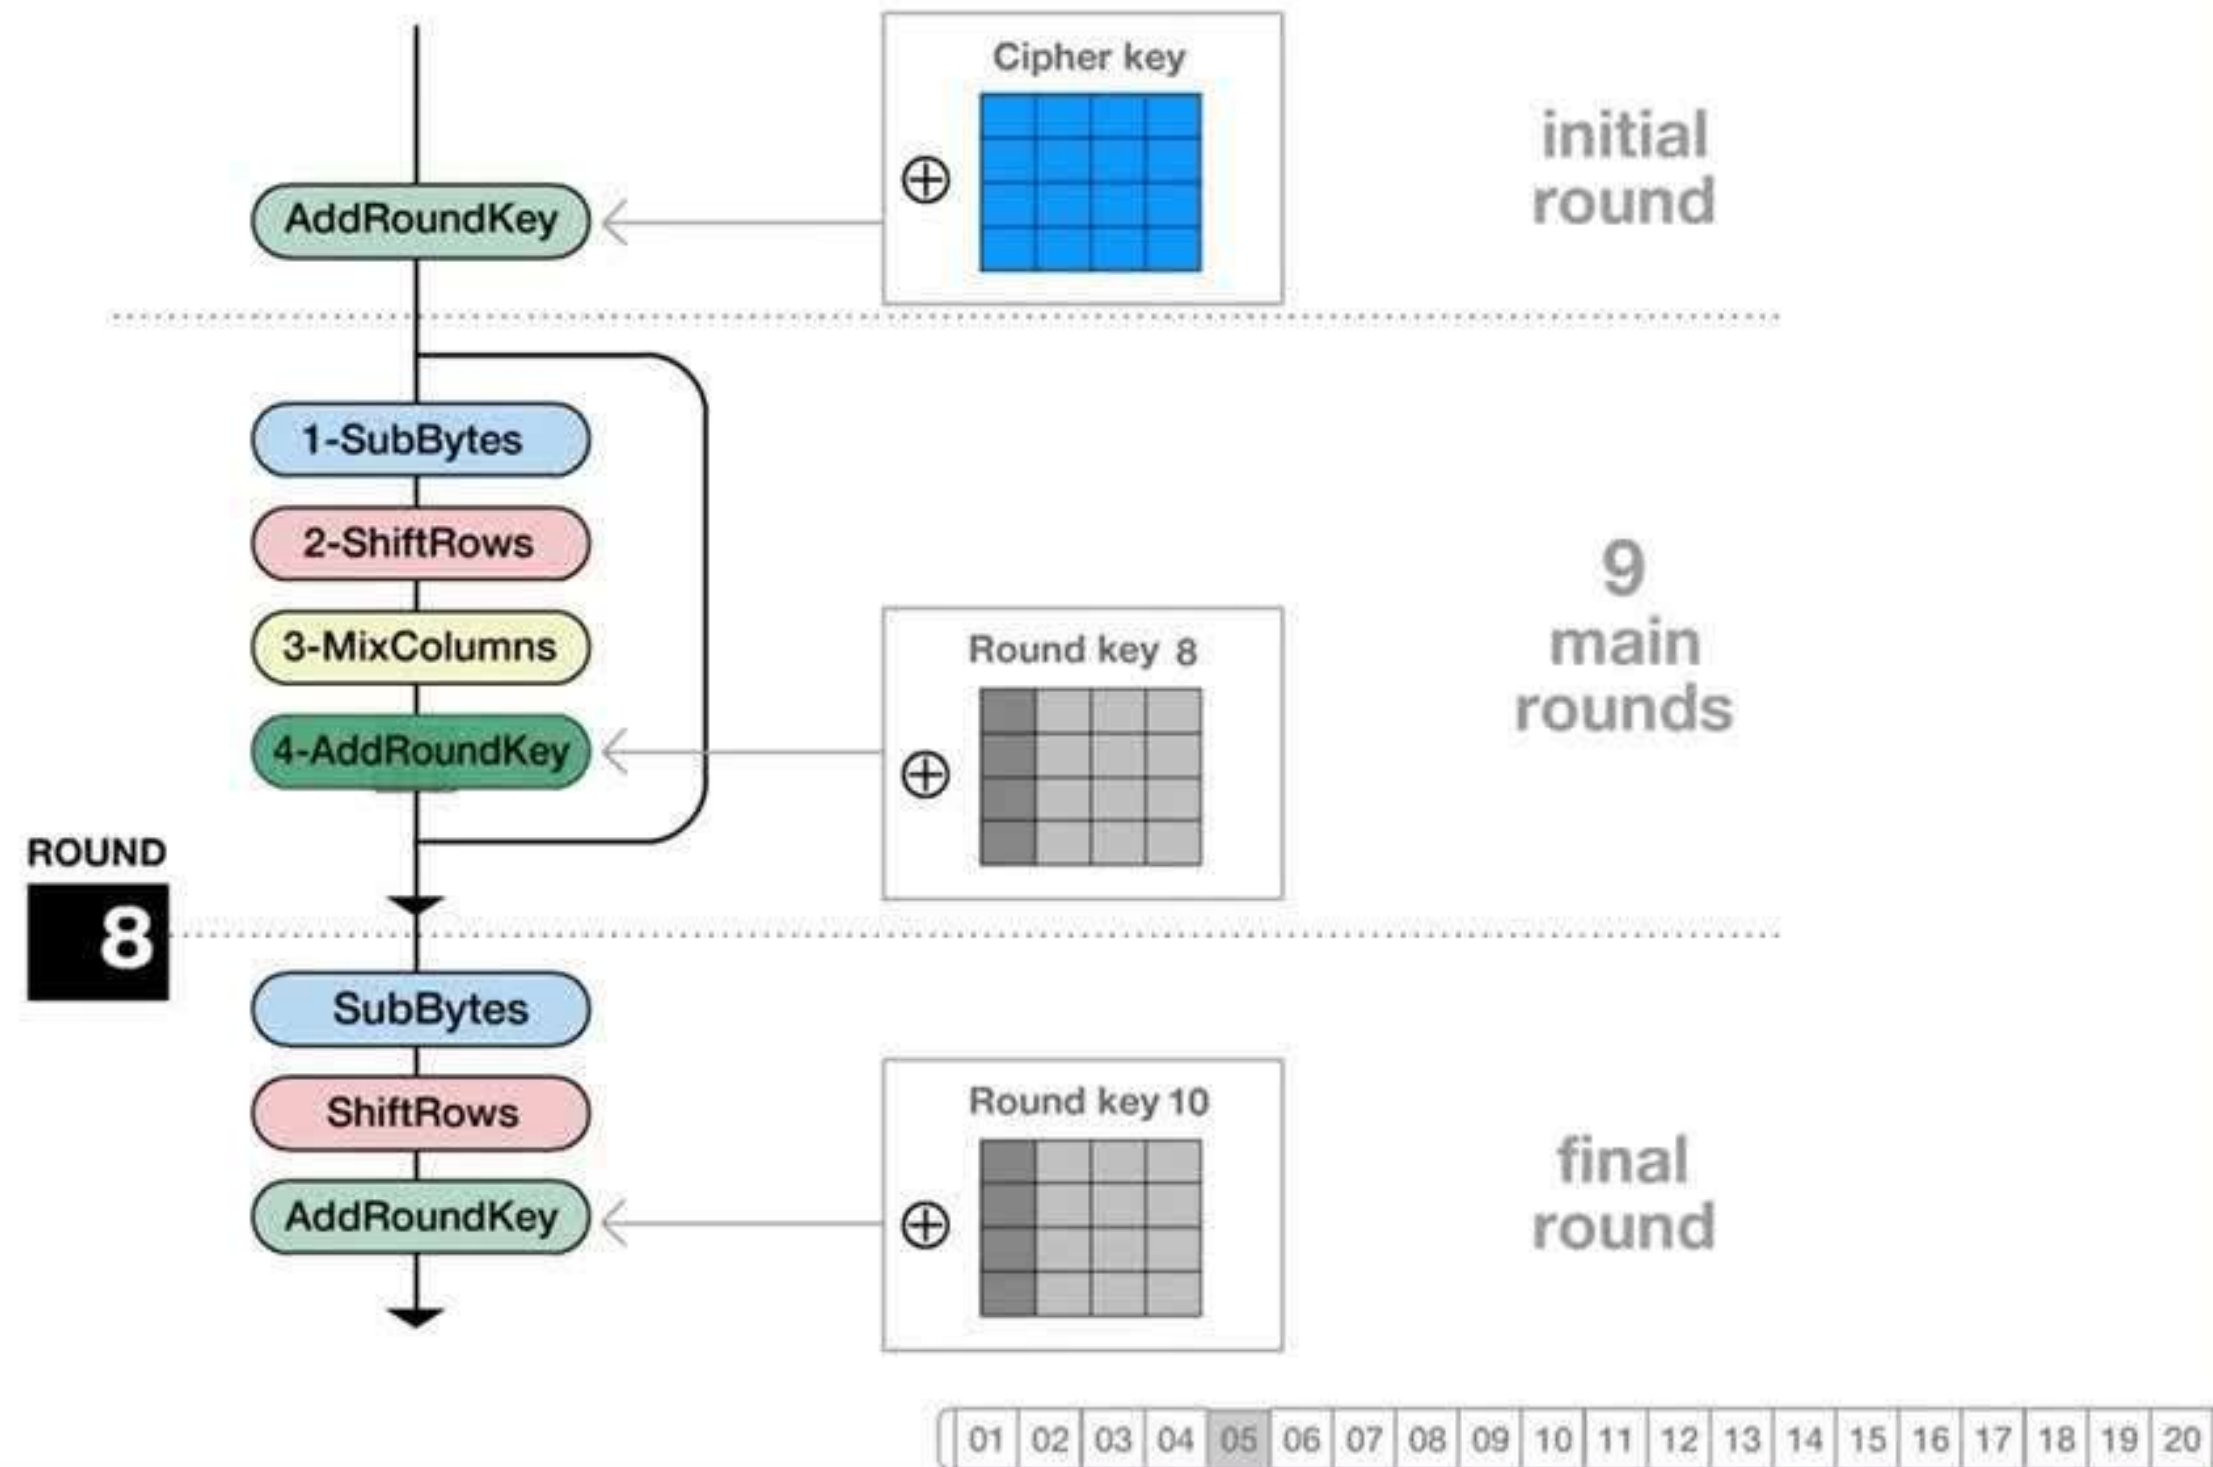 Cipher key
initial
round
AddRoundKey
1-SubBytes
2-ShiftRows
3-MixColumns
4-AddRoundKey
Round key 8
9
main
rounds
ROUND
8
SubBytes
ShiftRows
AddRoundKey
Round key 10
final
round
01 02 03 04 05 06 07 08 09 10 11 12 13 14 15 16 17 18 19 20